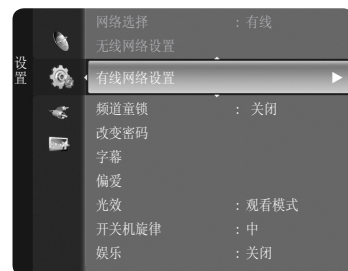 设置
网络选择 : 有线
无线网络设置
有线网络设置
频道童锁 : 关闭
改变密码
字幕
偏爱
光效 : 观看模式
开关机旋律 : 中
娱乐 : 关闭